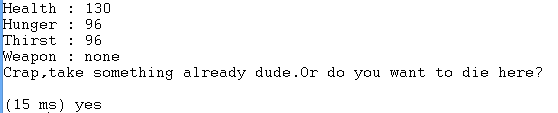 Health : 130
Hunger : 96
Thirst : 96
Weapon : none
Crap,take something already dude.Or do you want to die here?
(15 ms) yes